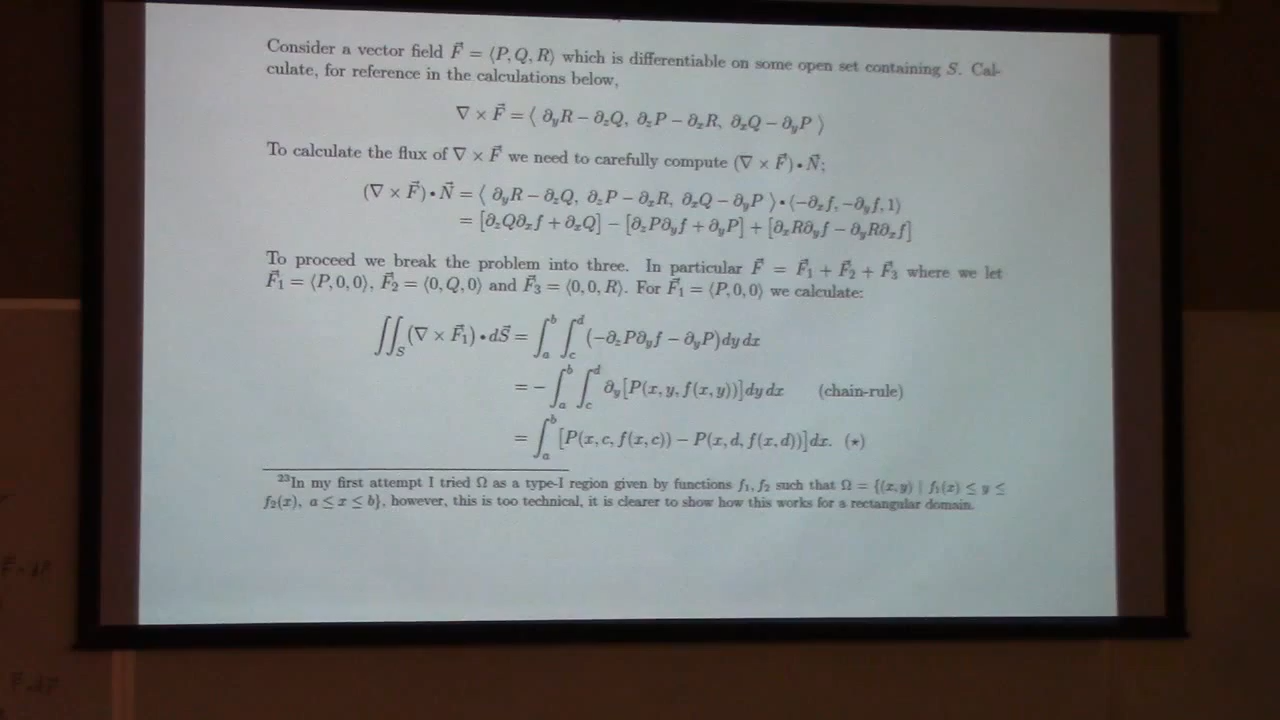 Consider a vector field F⃗ = ⟨P, Q, R⟩ which is differentiable on some open set containing S. Cal-
culate, for reference in the calculations below,
∇ × F⃗ = ⟨ ∂yR − ∂zQ, ∂zP − ∂xR, ∂xQ − ∂yP ⟩
To calculate the flux of ∇ × F⃗ we need to carefully compute (∇ × F⃗) • N⃗;
(∇ × F⃗) • N⃗ = ⟨ ∂yR − ∂zQ, ∂zP − ∂xR, ∂xQ − ∂yP ⟩ • ⟨−∂xf, −∂yf, 1⟩
= [∂zQ∂xf + ∂xQ] − [∂zP∂yf + ∂yP] + [∂xR∂yf − ∂yR∂xf]
To proceed we break the problem into three. In particular F⃗ = F⃗₁ + F⃗₂ + F⃗₃ where we let
F⃗₁ = ⟨P, 0, 0⟩, F⃗₂ = ⟨0, Q, 0⟩ and F⃗₃ = ⟨0, 0, R⟩. For F⃗₁ = ⟨P, 0, 0⟩ we calculate:
∬_S (∇ × F⃗₁) • dS⃗ = ∫_a^b ∫_c^d (−∂zP∂yf − ∂yP)dy dx
= − ∫_a^b ∫_c^d ∂y[P(x, y, f(x, y))]dy dx (chain-rule)
= ∫_a^b [P(x, c, f(x, c)) − P(x, d, f(x, d))]dx. (⋆)
²³In my first attempt I tried Ω as a type-I region given by functions f₁, f₂ such that Ω = {(x, y) | f₁(x) ≤ y ≤
f₂(x), a ≤ x ≤ b}, however, this is too technical, it is clearer to show how this works for a rectangular domain.